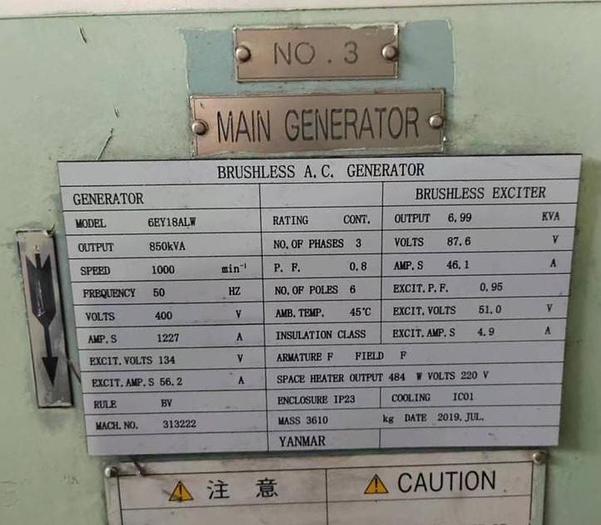 NO. 3
MAIN GENERATOR
BRUSHLESS A.C. GENERATOR
GENERATOR BRUSHLESS EXCITER
MODEL 6EY18ALW RATING CONT. OUTPUT 6.99 KVA
OUTPUT 850kVA NO. OF PHASES 3 VOLTS 87.6 V
SPEED 1000 min⁻¹ P. F. 0.8 AMP. S 46.1 A
FREQUENCY 50 HZ NO. OF POLES 6 EXCIT. P. F. 0.95
VOLTS 400 V AMB. TEMP. 45℃ EXCIT. VOLTS 51.0 V
AMP. S 1227 A INSULATION CLASS EXCIT. AMP. S 4.9 A
EXCIT. VOLTS 134 V ARMATURE F FIELD F
EXCIT. AMP. S 56.2 A SPACE HEATER OUTPUT 484 W VOLTS 220 V
RULE BV ENCLOSURE IP23 COOLING IC01
MACH. NO. 313222 MASS 3610 kg DATE 2019. JUL.
YANMAR
⚠ 注意 ⚠ CAUTION